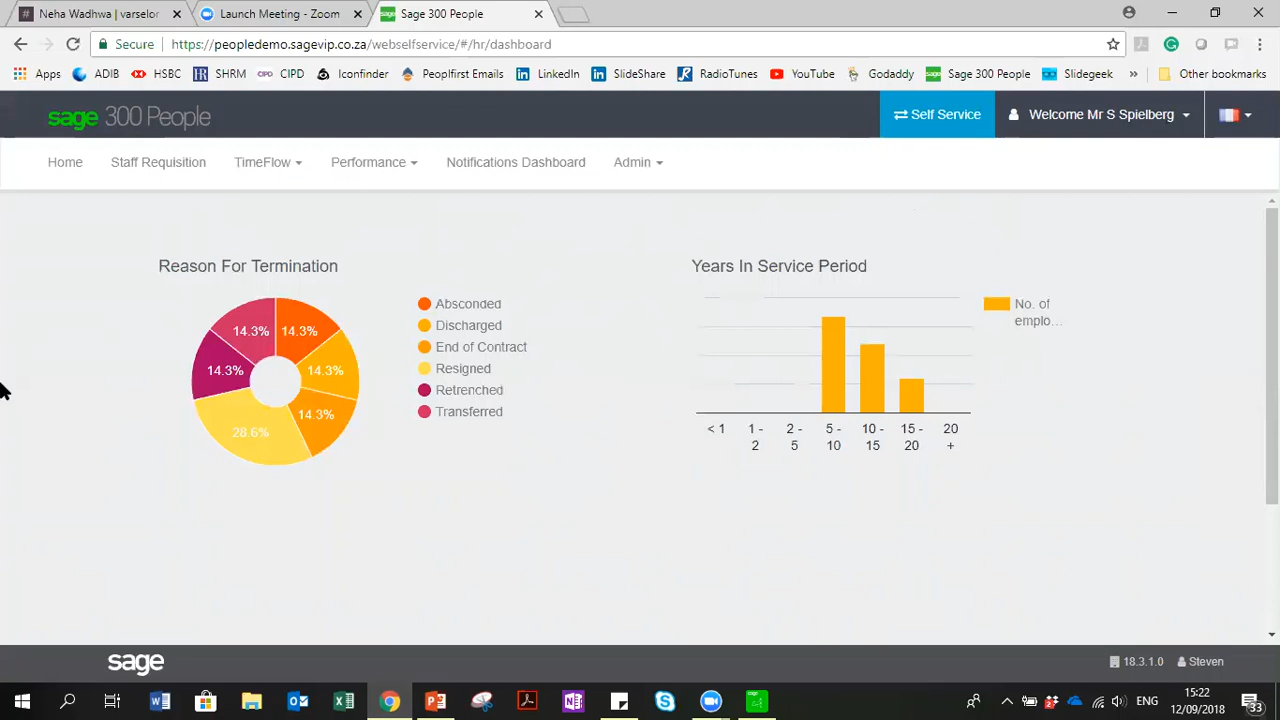 Neha Wadhwa | varselor
Launch Meeting - Zoom
Sage 300 People
Secure
https://peopledemo.sagevip.co.za/webselfservice/#/hr/dashboard
Apps ADIB HSBC SHRM CIPD CIPD Iconfinder Peoplfirst Emails LinkedIn SlideShare RadioTunes YouTube Godaddy Sage 300 People Slidegeek » Other bookmarks
sage 300 People
Self Service
Welcome Mr S Spielberg
Home Staff Requisition TimeFlow Performance Notifications Dashboard Admin
Reason For Termination
14.3%
14.3%
14.3%
14.3%
14.3%
28.6%
Absconded
Discharged
End of Contract
Resigned
Retrenched
Transferred
Years In Service Period
No. of
emplo...
< 1
1 -
2
2 -
5
5 -
10
10 -
15
15 -
20
20
+
sage
18.3.1.0
Steven
ENG
15:22
12/09/2018
33